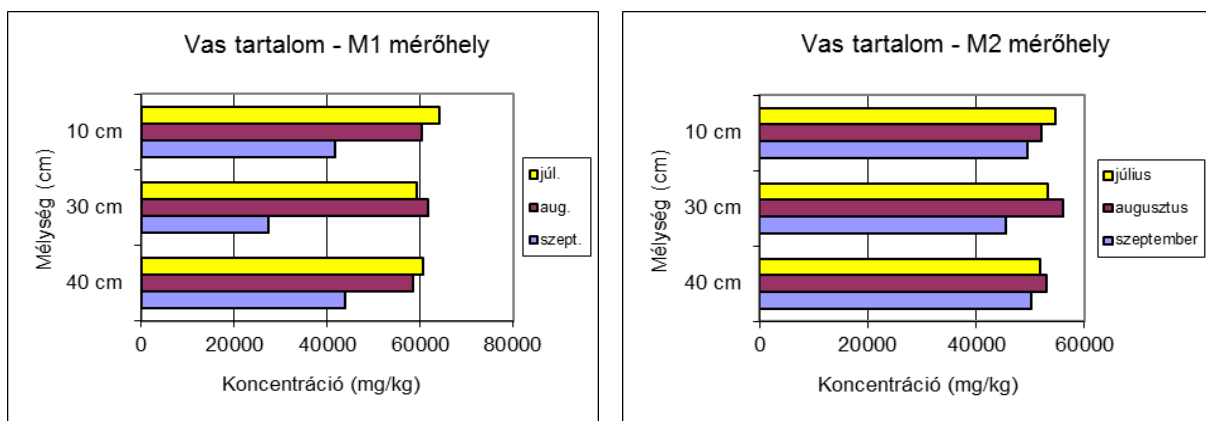 Vas tartalom - M1 mérőhely
Mélység (cm)
10 cm
30 cm
40 cm
0 20000 40000 60000 80000
Koncentráció (mg/kg)
júl.
aug.
szept.
Vas tartalom - M2 mérőhely
Mélység (cm)
10 cm
30 cm
40 cm
0 20000 40000 60000
Koncentráció (mg/kg)
július
augusztus
szeptember